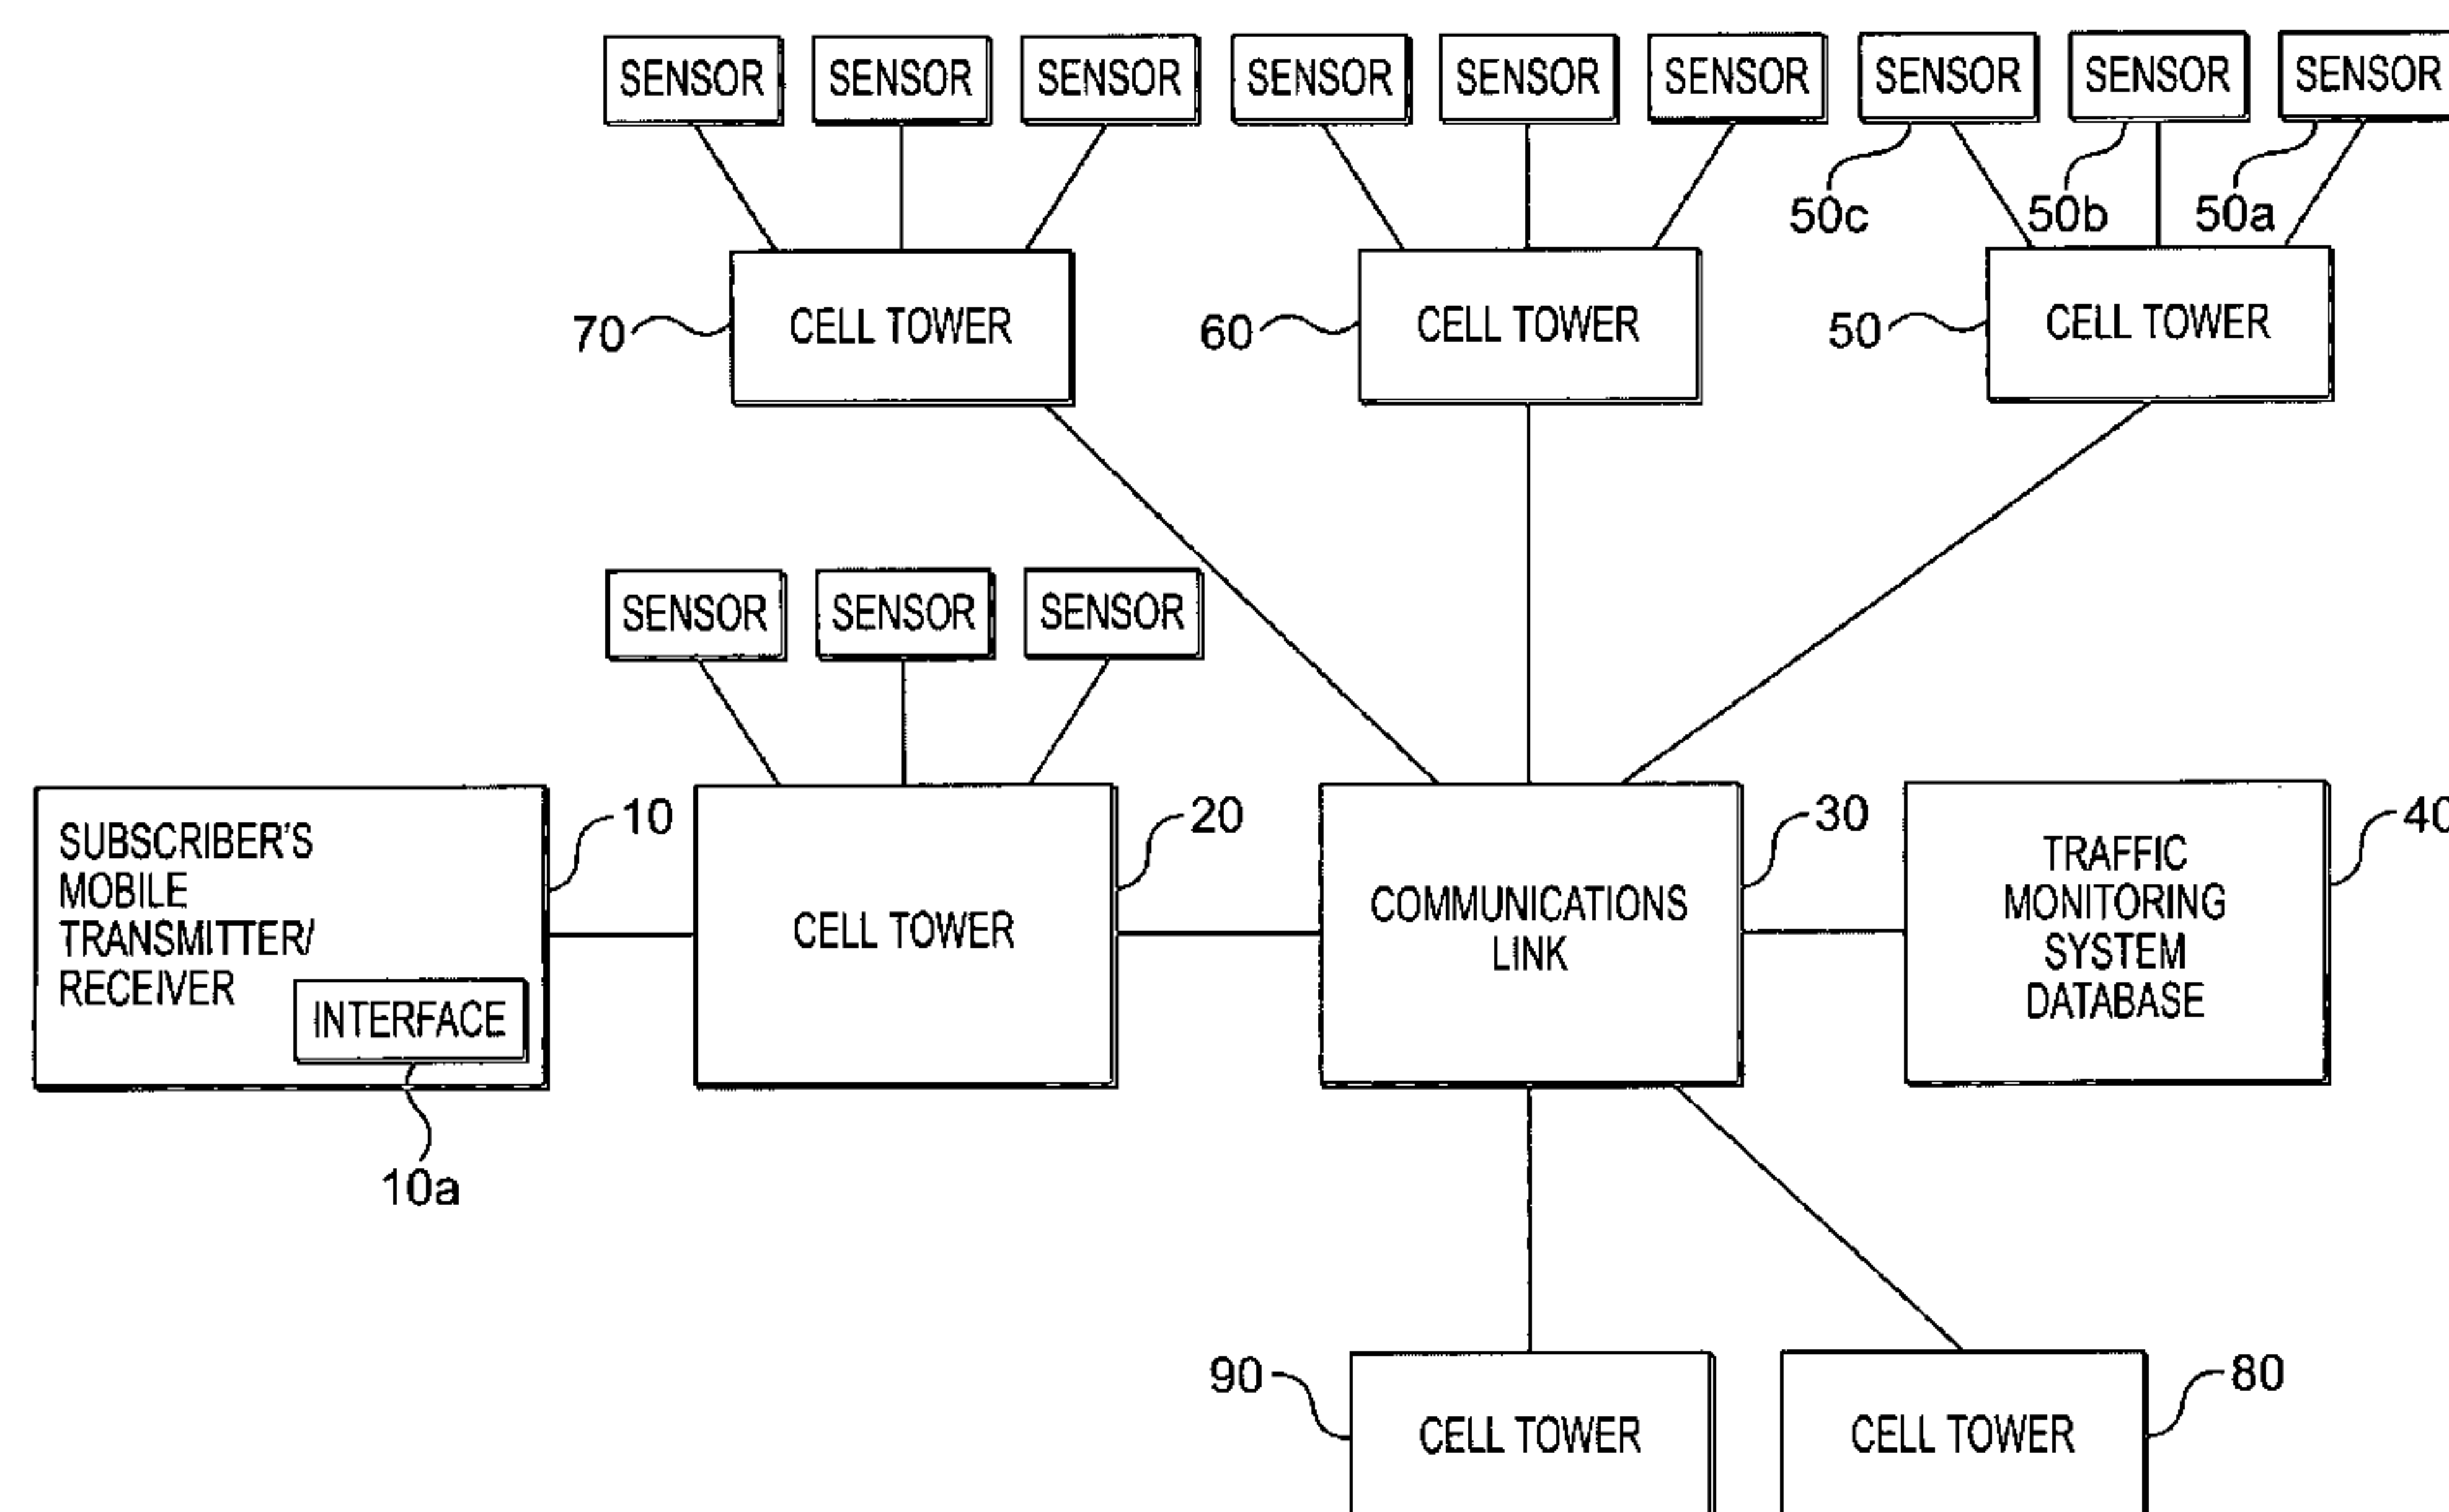 SENSOR SENSOR SENSOR SENSOR SENSOR SENSOR SENSOR SENSOR SENSOR
50c 50b 50a
70 CELL TOWER 60 CELL TOWER 50 CELL TOWER
SENSOR SENSOR SENSOR
10 20 30 40
SUBSCRIBER'S
MOBILE
TRANSMITTER/
RECEIVER
INTERFACE
10a
CELL TOWER
COMMUNICATIONS
LINK
TRAFFIC
MONITORING
SYSTEM
DATABASE
90 80
CELL TOWER CELL TOWER